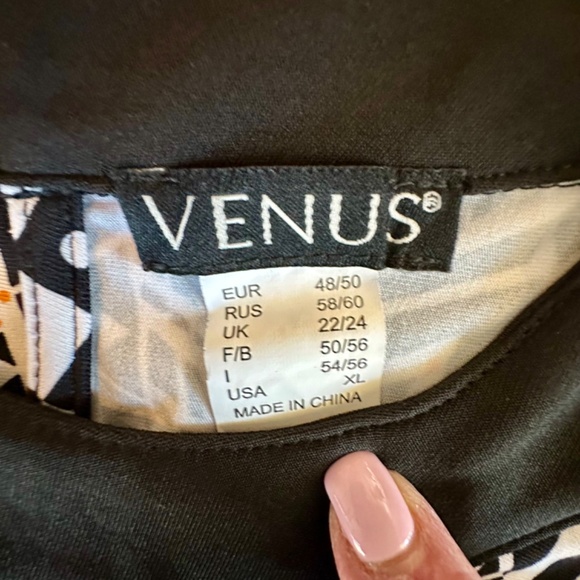 VENUS®
EUR 48/50
RUS 58/60
UK 22/24
F/B 50/56
I 54/56
USA XL
MADE IN CHINA